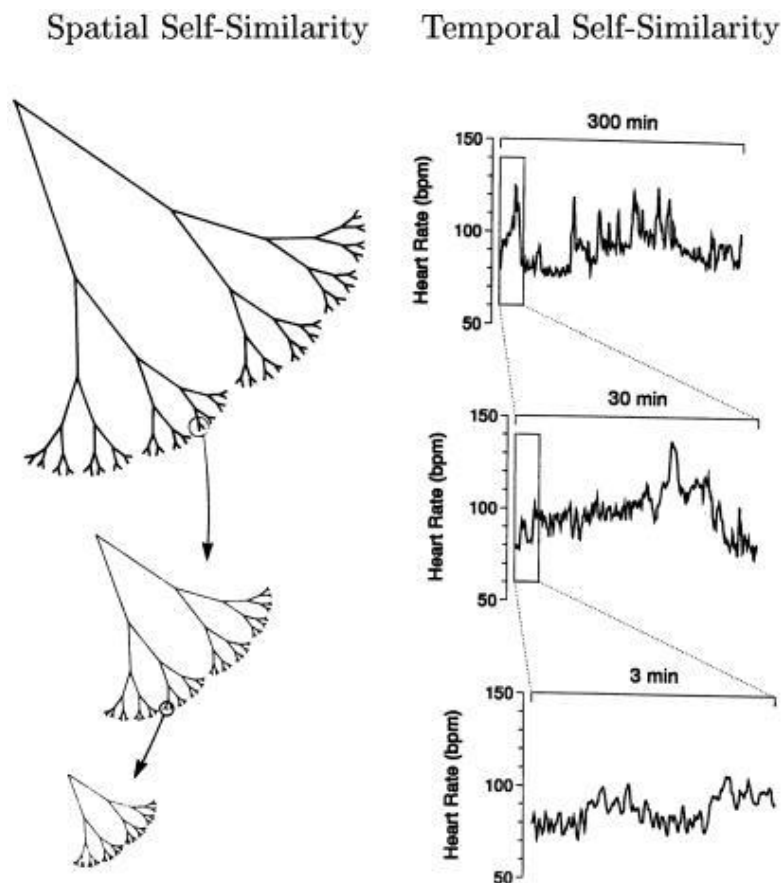 Spatial Self-Similarity
Temporal Self-Similarity
300 min
150
100
50
Heart Rate (bpm)
30 min
150
100
50
Heart Rate (bpm)
3 min
150
100
50
Heart Rate (bpm)